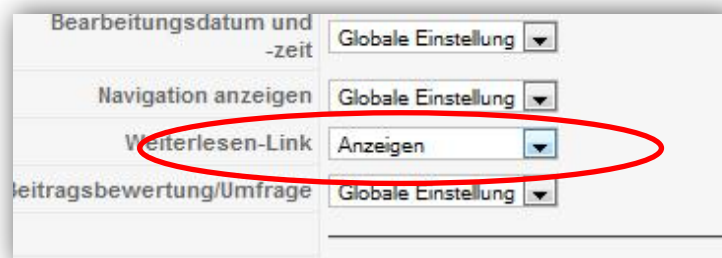 Bearbeitungsdatum und
-zeit Globale Einstellung
Navigation anzeigen Globale Einstellung
Weiterlesen-Link Anzeigen
Beitragsbewertung/Umfrage Globale Einstellung